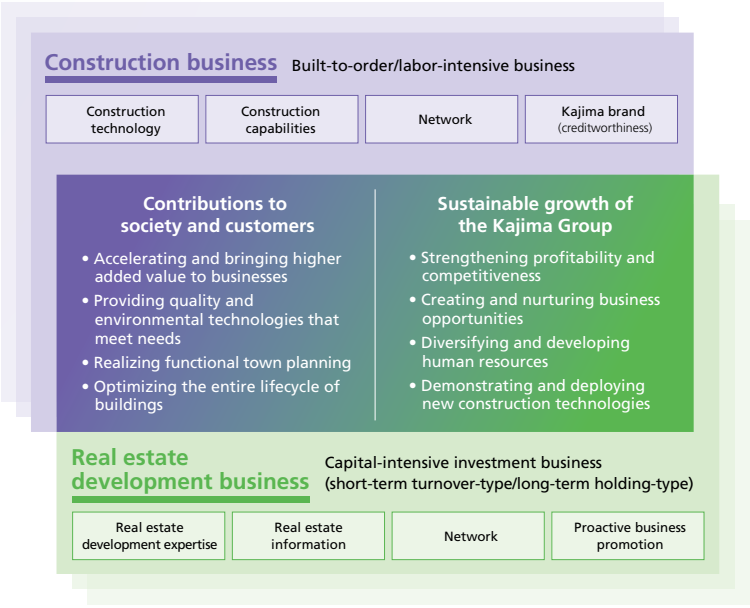 Construction business Built-to-order/labor-intensive business
Construction
technology
Construction
capabilities
Network
Kajima brand
(creditworthiness)
Contributions to
society and customers
• Accelerating and bringing higher
added value to businesses
• Providing quality and
environmental technologies that
meet needs
• Realizing functional town planning
• Optimizing the entire lifecycle of
buildings
Sustainable growth of
the Kajima Group
• Strengthening profitability and
competitiveness
• Creating and nurturing business
opportunities
• Diversifying and developing
human resources
• Demonstrating and deploying
new construction technologies
Real estate
development business
Capital-intensive investment business
(short-term turnover-type/long-term holding-type)
Real estate
development expertise
Real estate
information
Network
Proactive business
promotion